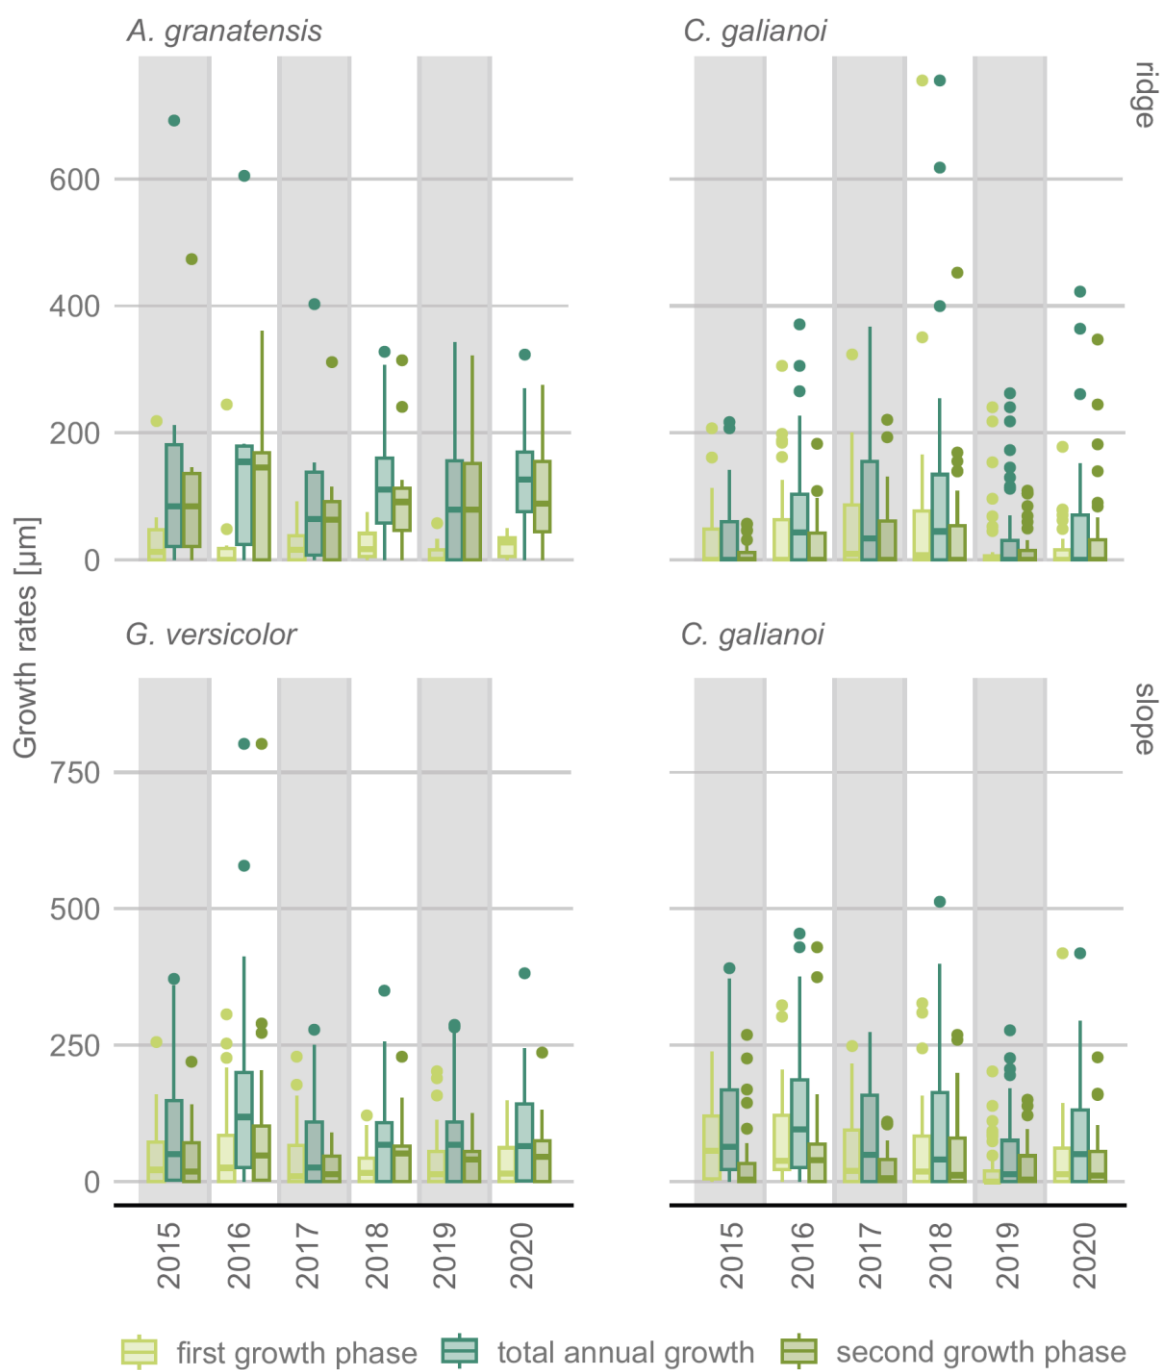 A. granatensis
C. galianoi
ridge
600
400
200
0
Growth rates [µm]
G. versicolor
C. galianoi
slope
750
500
250
0
2015 2016 2017 2018 2019 2020
2015 2016 2017 2018 2019 2020
first growth phase total annual growth second growth phase